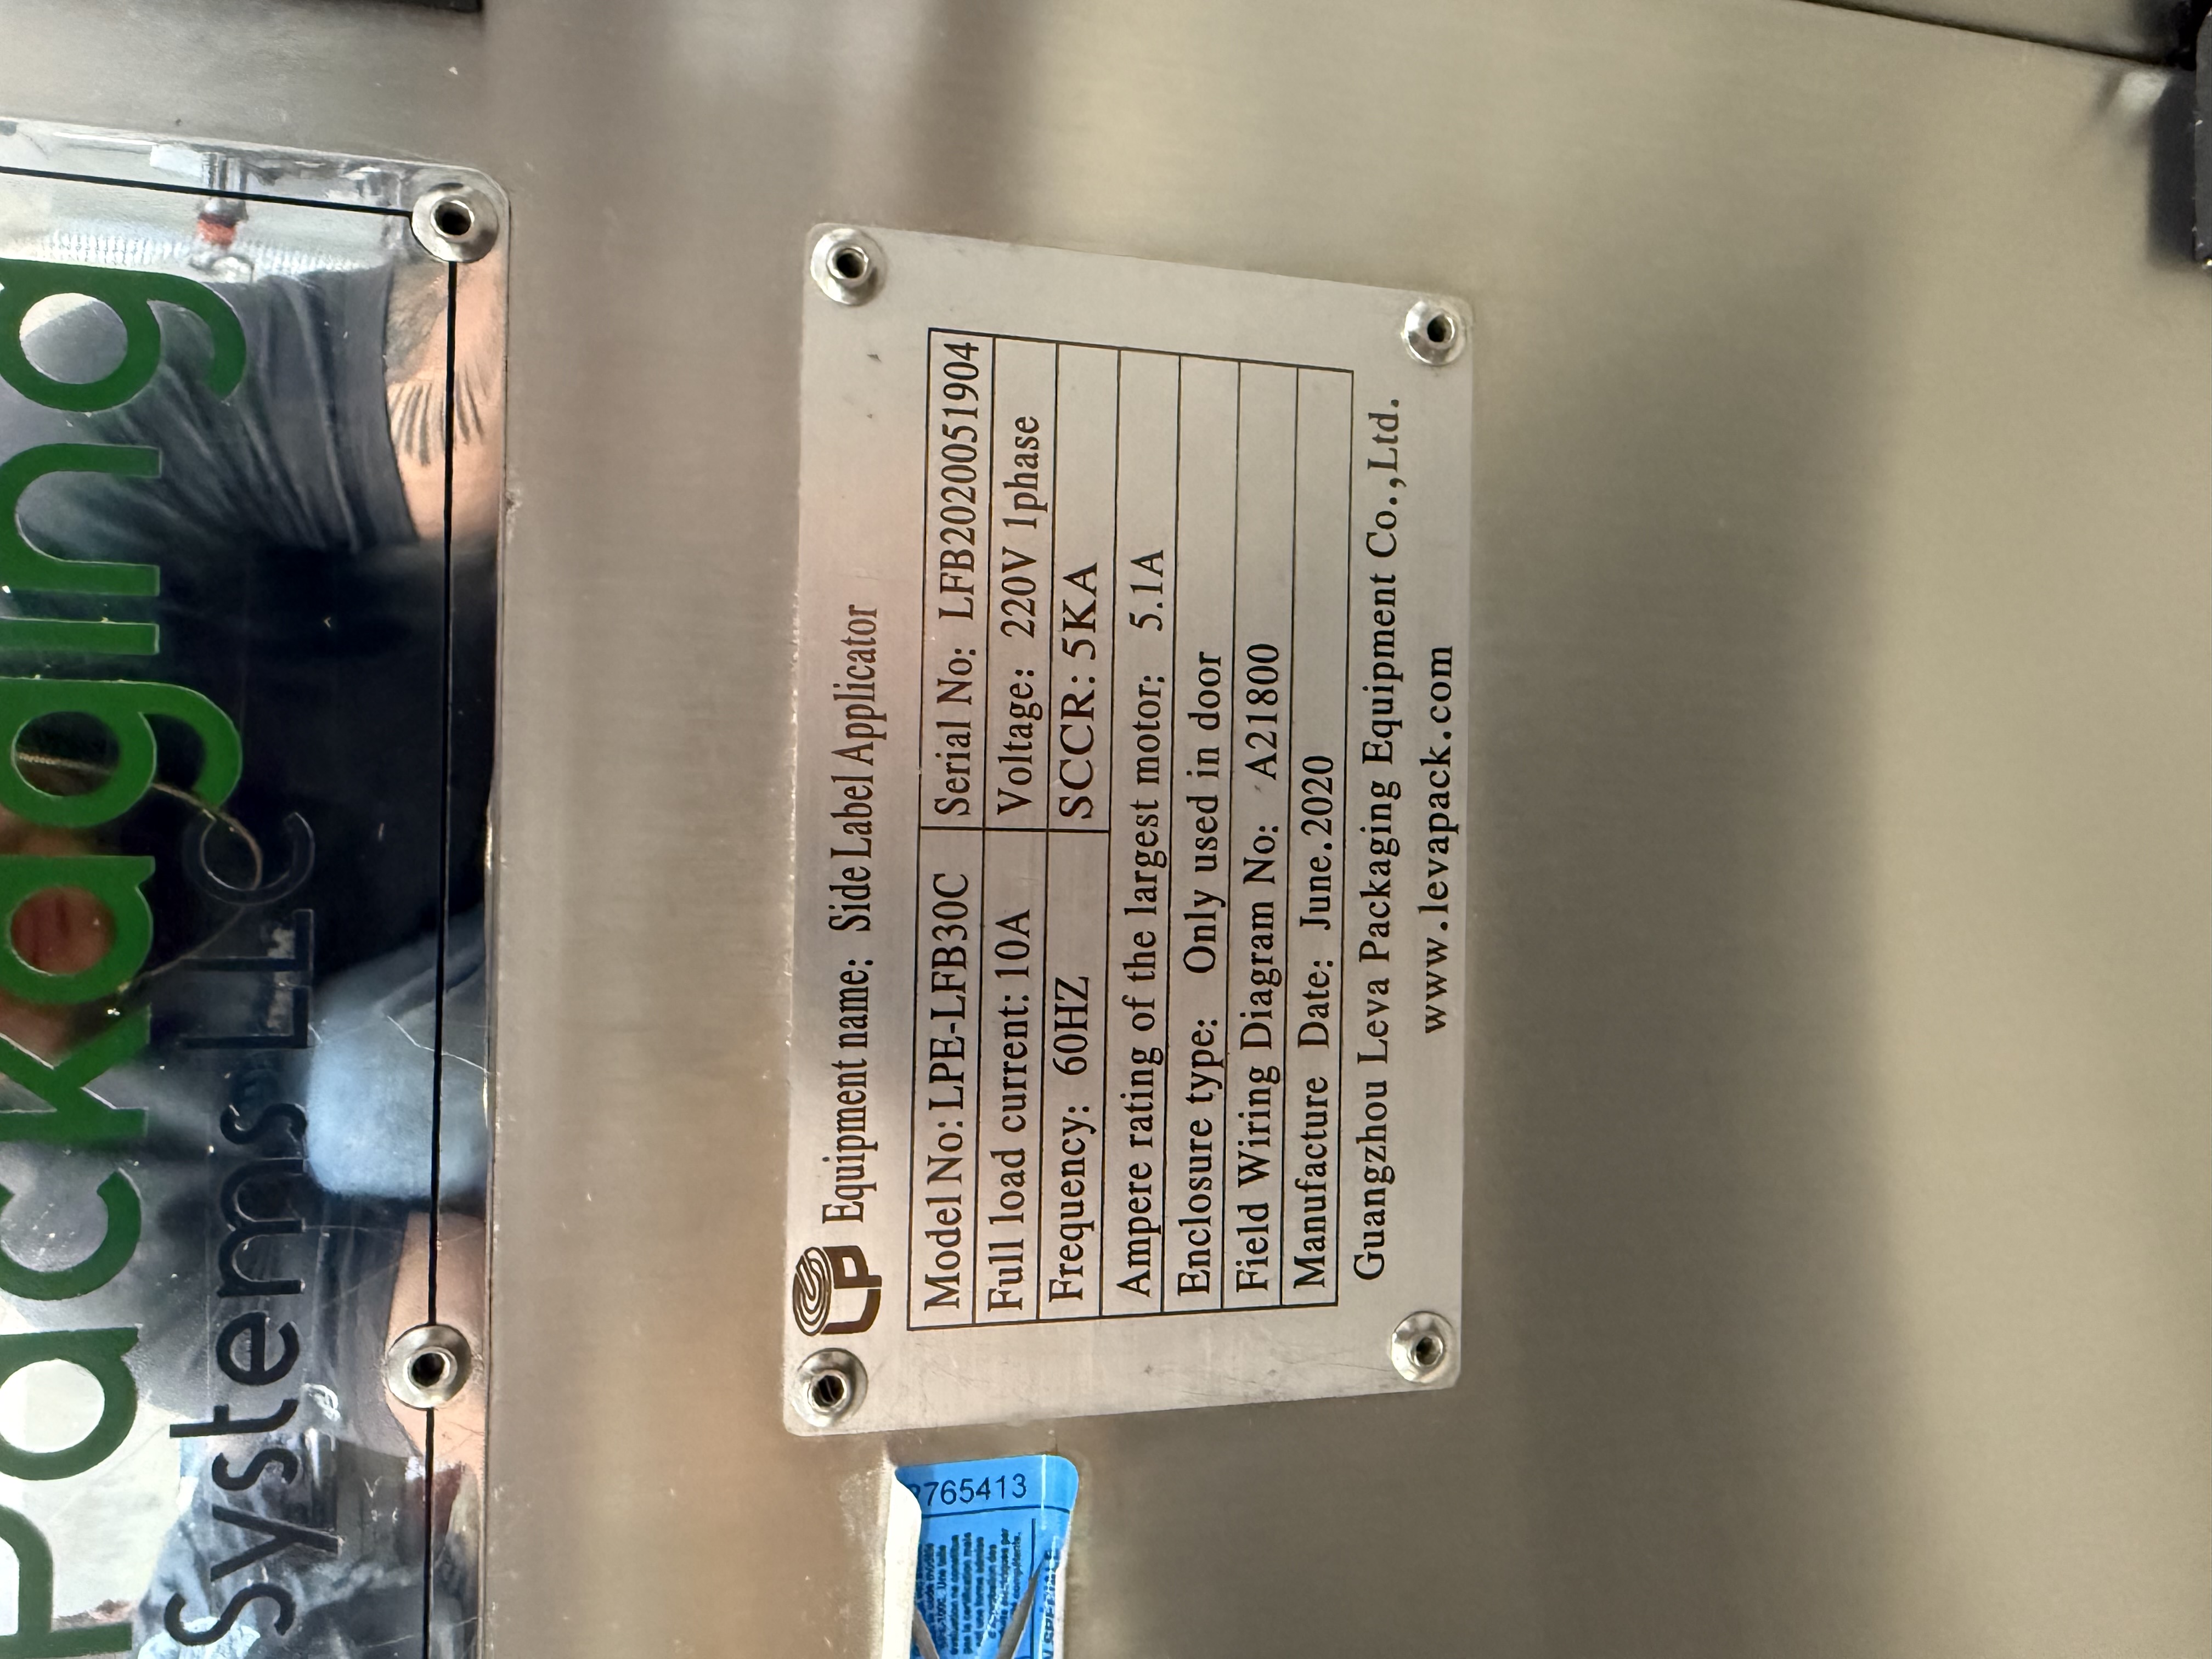 Packaging
Systems LLC
LP Equipment name: Side Label Applicator
Model No: LPE-LFB30C Serial No: LFB2020051904
Full load current: 10A Voltage: 220V 1phase
Frequency: 60HZ SCCR: 5KA
Ampere rating of the largest motor: 5.1A
Enclosure type: Only used in door
Field Wiring Diagram No: A21800
Manufacture Date: June.2020
Guangzhou Leva Packaging Equipment Co.,Ltd.
www.levapack.com
765413